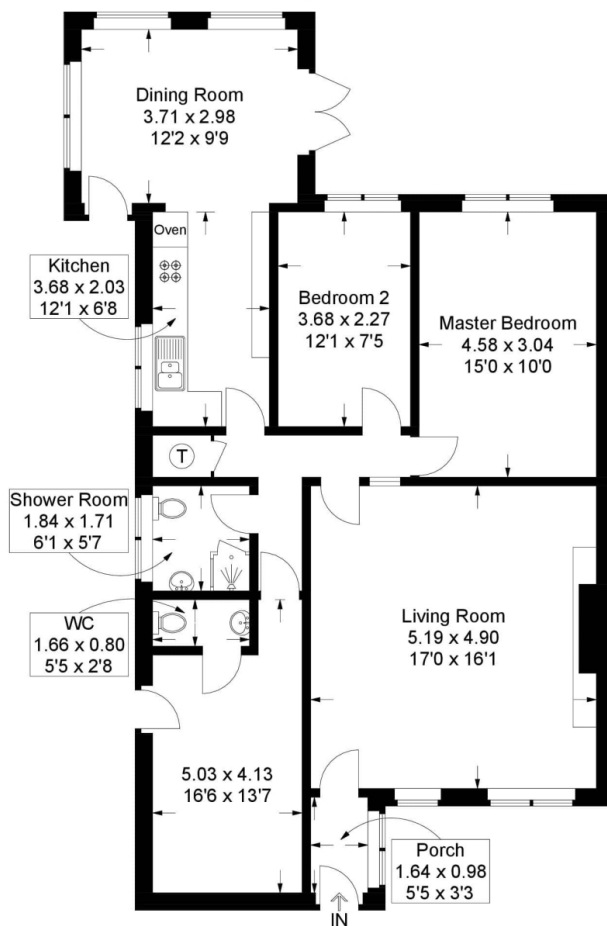 Dining Room
3.71 x 2.98
12'2 x 9'9
Oven
Kitchen
3.68 x 2.03
12'1 x 6'8
Bedroom 2
3.68 x 2.27
12'1 x 7'5
Master Bedroom
4.58 x 3.04
15'0 x 10'0
T
Shower Room
1.84 x 1.71
6'1 x 5'7
WC
1.66 x 0.80
5'5 x 2'8
Living Room
5.19 x 4.90
17'0 x 16'1
5.03 x 4.13
16'6 x 13'7
Porch
1.64 x 0.98
5'5 x 3'3
IN